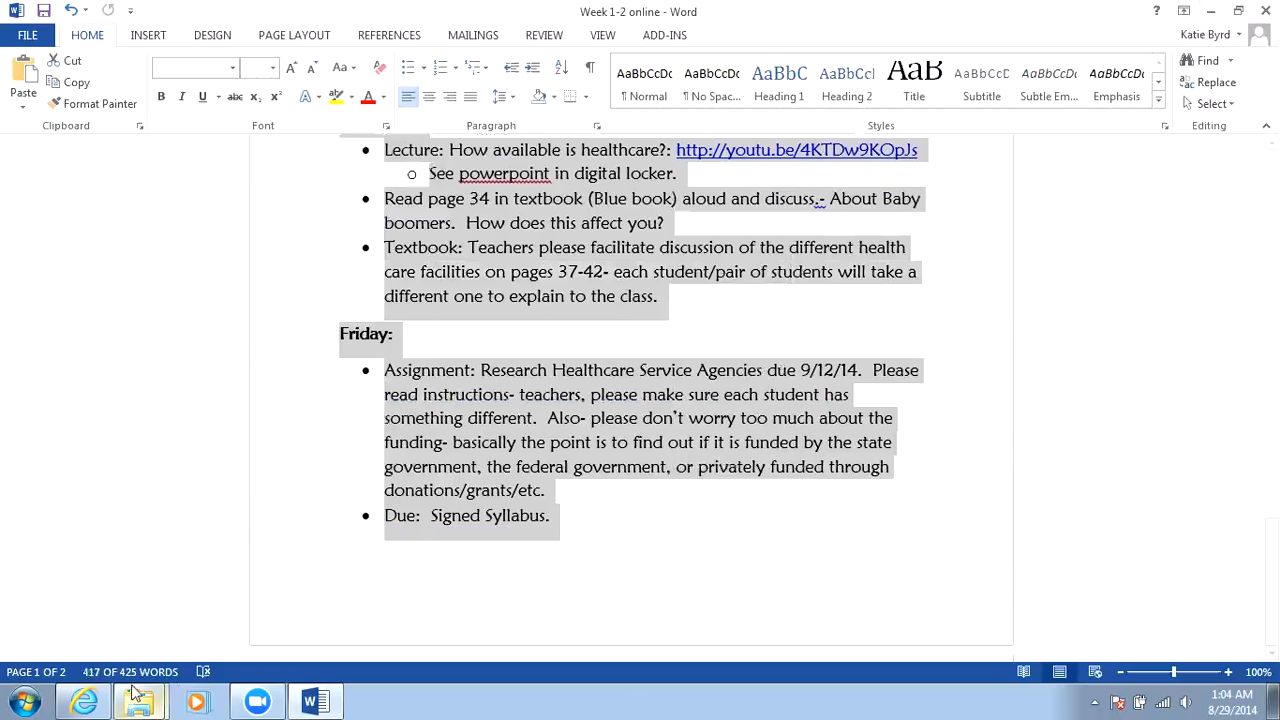 Week 1-2 online - Word
FILE HOME INSERT DESIGN PAGE LAYOUT REFERENCES MAILINGS REVIEW VIEW ADD-INS Katie Byrd
Paste
Cut
Copy
Format Painter
Clipboard
Font
Paragraph
AaBbCcDc AaBbCcDc AaBbC AaBbCcD AaB AaBbCcD AaBbCcDc AaBbCcDc
¶ Normal ¶ No Spac... Heading 1 Heading 2 Title Subtitle Subtle Em... Emphasis
Styles
Find
Replace
Select
Editing
• Lecture: How available is healthcare?: http://youtu.be/4KTDw9KOpJs
o See powerpoint in digital locker.
• Read page 34 in textbook (Blue book) aloud and discuss.- About Baby
boomers. How does this affect you?
• Textbook: Teachers please facilitate discussion of the different health
care facilities on pages 37-42- each student/pair of students will take a
different one to explain to the class.
Friday:
• Assignment: Research Healthcare Service Agencies due 9/12/14. Please
read instructions- teachers, please make sure each student has
something different. Also- please don't worry too much about the
funding- basically the point is to find out if it is funded by the state
government, the federal government, or privately funded through
donations/grants/etc.
• Due: Signed Syllabus.
PAGE 1 OF 2 417 OF 425 WORDS 100%
1:04 AM
8/29/2014